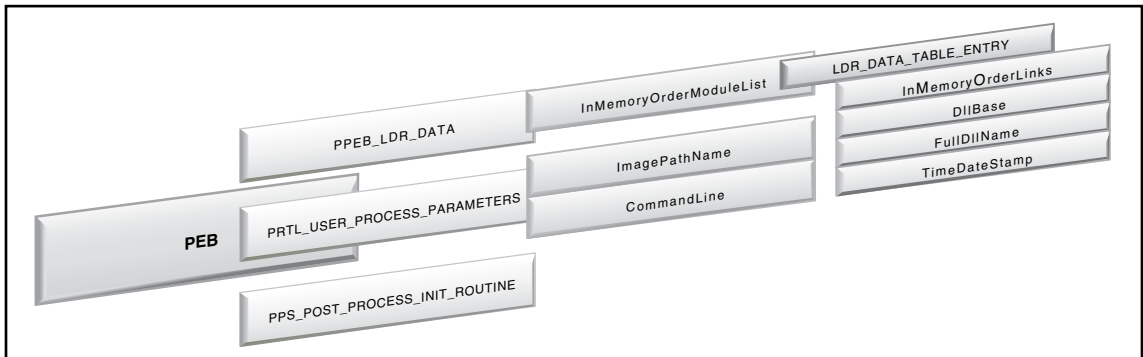 PEB
PPEB_LDR_DATA
PRTL_USER_PROCESS_PARAMETERS
PPS_POST_PROCESS_INIT_ROUTINE
InMemoryOrderModuleList
ImagePathName
CommandLine
LDR_DATA_TABLE_ENTRY
InMemoryOrderLinks
DllBase
FullDllName
TimeDateStamp